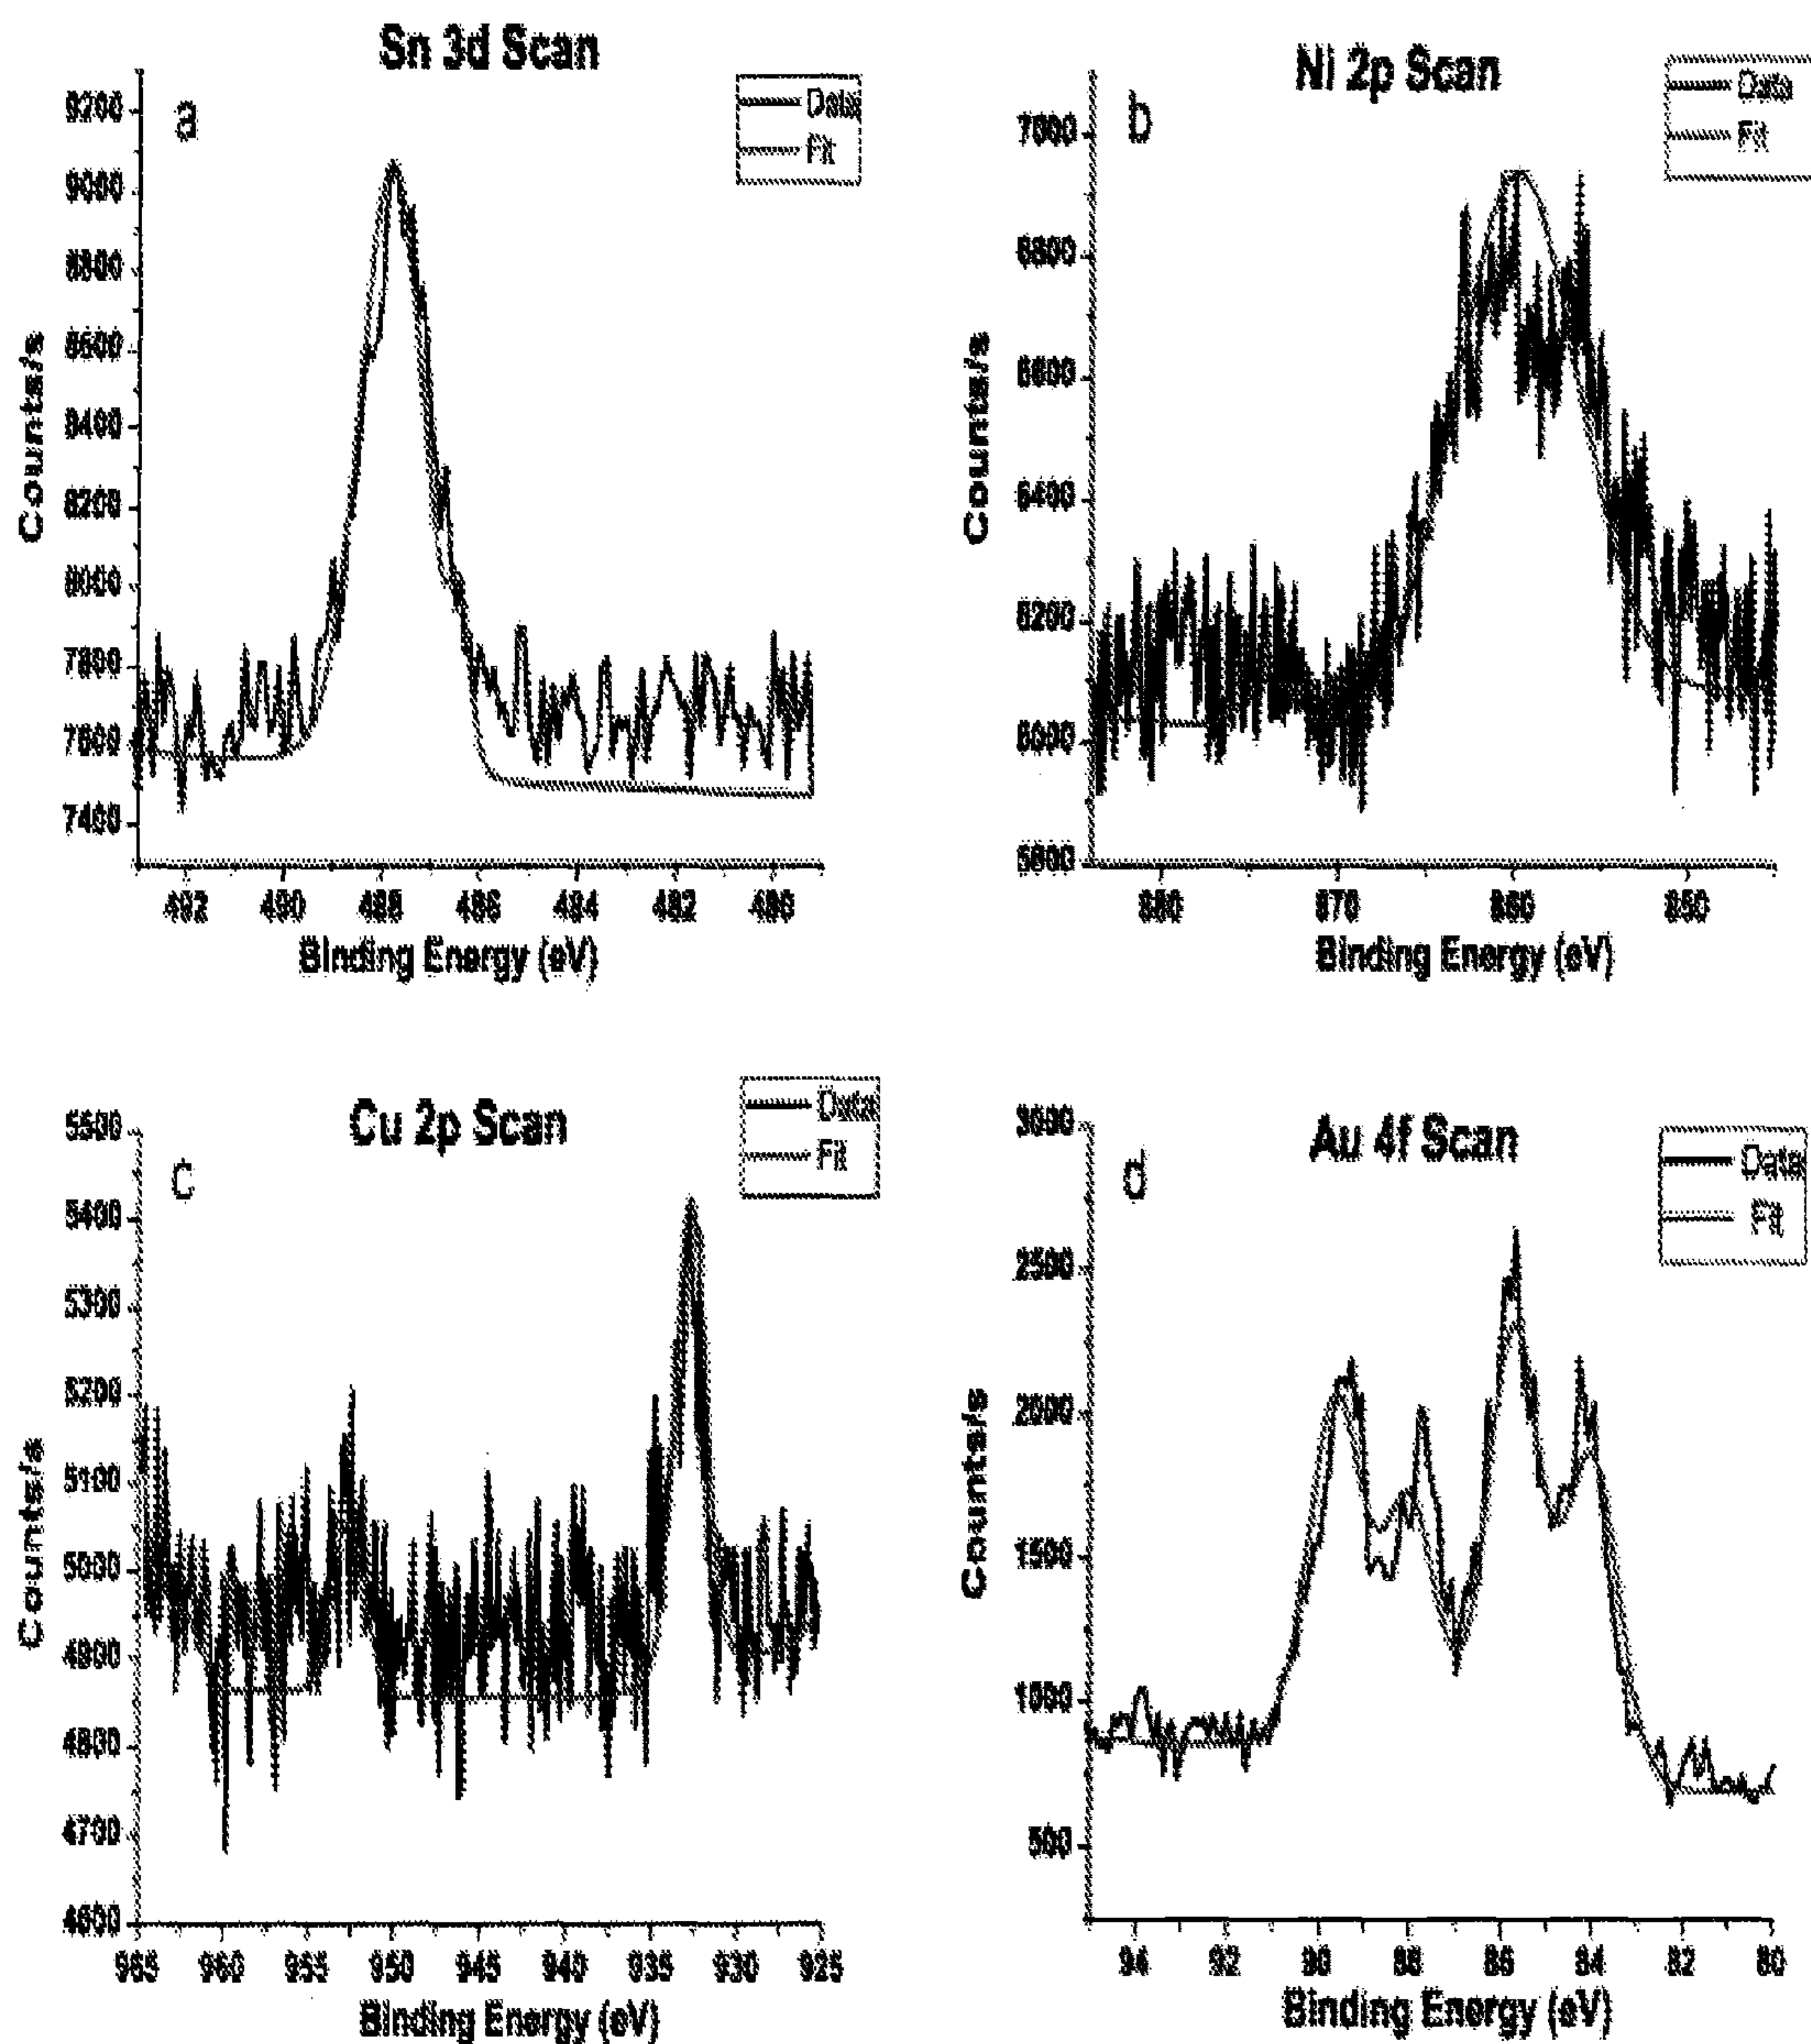 Sn 3d Scan
a
Data
Fit
9200
9000
8800
8600
8400
8200
8000
7800
7600
7400
Counts/s
492 490 488 486 484 482 480
Binding Energy (eV)
Ni 2p Scan
b
Data
Fit
7000
6800
6600
6400
6200
6000
5800
Counts/s
880 870 860 850
Binding Energy (eV)
Cu 2p Scan
c
Data
Fit
5500
5400
5300
5200
5100
5000
4900
4800
4700
4600
Counts/s
965 960 955 950 945 940 935 930 925
Binding Energy (eV)
Au 4f Scan
d
Data
Fit
3000
2500
2000
1500
1000
500
Counts/s
94 92 90 88 86 84 82 80
Binding Energy (eV)